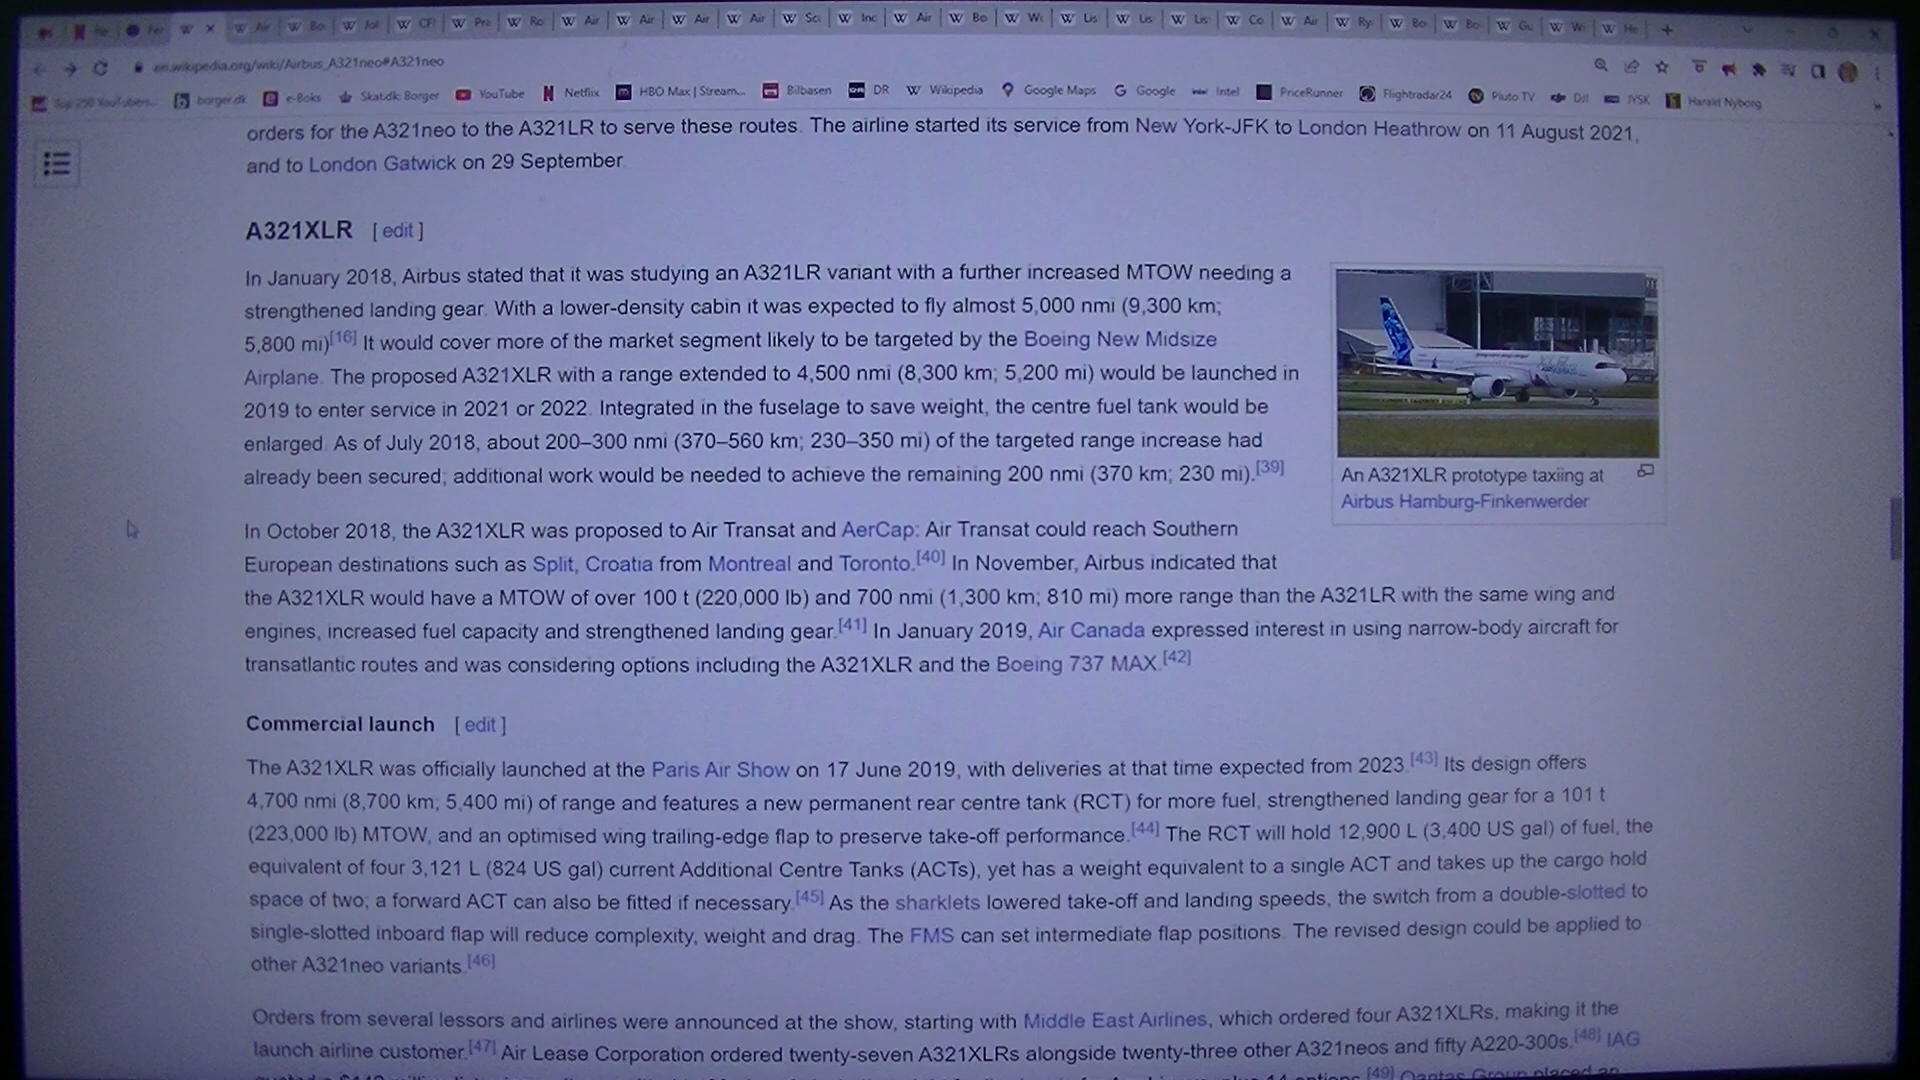 en.wikipedia.org/wiki/Airbus_A321neo#A321neo
Top 250 YouTubers... borger.dk e-Boks Skat.dk: Borger YouTube Netflix HBO Max | Stream... Bilbasen DR Wikipedia Google Maps Google Intel PriceRunner Flightradar24 Pluto TV DJI JYSK Harald Nyborg
orders for the A321neo to the A321LR to serve these routes. The airline started its service from New York-JFK to London Heathrow on 11 August 2021,
and to London Gatwick on 29 September.
A321XLR [ edit ]
In January 2018, Airbus stated that it was studying an A321LR variant with a further increased MTOW needing a
strengthened landing gear. With a lower-density cabin it was expected to fly almost 5,000 nmi (9,300 km;
5,800 mi)[16] It would cover more of the market segment likely to be targeted by the Boeing New Midsize
Airplane. The proposed A321XLR with a range extended to 4,500 nmi (8,300 km; 5,200 mi) would be launched in
2019 to enter service in 2021 or 2022. Integrated in the fuselage to save weight, the centre fuel tank would be
enlarged. As of July 2018, about 200–300 nmi (370–560 km; 230–350 mi) of the targeted range increase had
already been secured; additional work would be needed to achieve the remaining 200 nmi (370 km; 230 mi).[39]
An A321XLR prototype taxiing at
Airbus Hamburg-Finkenwerder
In October 2018, the A321XLR was proposed to Air Transat and AerCap: Air Transat could reach Southern
European destinations such as Split, Croatia from Montreal and Toronto.[40] In November, Airbus indicated that
the A321XLR would have a MTOW of over 100 t (220,000 lb) and 700 nmi (1,300 km; 810 mi) more range than the A321LR with the same wing and
engines, increased fuel capacity and strengthened landing gear.[41] In January 2019, Air Canada expressed interest in using narrow-body aircraft for
transatlantic routes and was considering options including the A321XLR and the Boeing 737 MAX.[42]
Commercial launch [ edit ]
The A321XLR was officially launched at the Paris Air Show on 17 June 2019, with deliveries at that time expected from 2023.[43] Its design offers
4,700 nmi (8,700 km; 5,400 mi) of range and features a new permanent rear centre tank (RCT) for more fuel, strengthened landing gear for a 101 t
(223,000 lb) MTOW, and an optimised wing trailing-edge flap to preserve take-off performance.[44] The RCT will hold 12,900 L (3,400 US gal) of fuel, the
equivalent of four 3,121 L (824 US gal) current Additional Centre Tanks (ACTs), yet has a weight equivalent to a single ACT and takes up the cargo hold
space of two; a forward ACT can also be fitted if necessary.[45] As the sharklets lowered take-off and landing speeds, the switch from a double-slotted to
single-slotted inboard flap will reduce complexity, weight and drag. The FMS can set intermediate flap positions. The revised design could be applied to
other A321neo variants.[46]
Orders from several lessors and airlines were announced at the show, starting with Middle East Airlines, which ordered four A321XLRs, making it the
launch airline customer.[47] Air Lease Corporation ordered twenty-seven A321XLRs alongside twenty-three other A321neos and fifty A220-300s.[48] IAG
[49] Qantas Group placed an